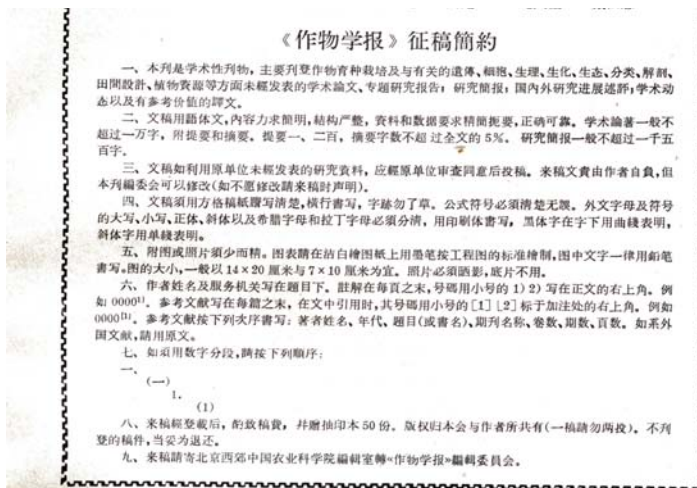 《作物学报》征稿簡約
一、本刊是学术性刊物，主要刊登作物育种栽培及与有关的遺傳、細胞、生理、生化、生态、分类、解剖、
田間設計、植物資源等方面未經发表的学术論文、专题研究报告；研究簡报；国內外研究进展述評；学术动
态以及有参考价值的譯文。
二、文稿用語体文，內容力求簡明，結构严整，資料和数据要求精簡扼要，正确可靠。学术論著一般不
超过一万字，附提要和摘要。提要一、二百，摘要字数不超过全文的5%。研究簡报一般不超过一千五
百字。
三、文稿如利用原单位未經发表的研究資料，应經原单位审查同意后投稿。来稿文責由作者自負，但
本刊編委会可以修改(如不愿修改請来稿时声明)。
四、文稿須用方格稿紙謄写清楚，橫行書写，字跡勿了草。公式符号必須清楚无誤。外文字母及符号
的大写、小写、正体、斜体以及希腊字母和拉丁字母必須分清，用印刷体書写，黑体字在字下用曲綫表明，
斜体字用单綫表明。
五、附图或照片須少而精。图表請在洁白繪图紙上用墨笔按工程图的标准繪制，图中文字一律用鉛笔
書写。图的大小，一般以14×20厘米与7×10厘米为宜。照片必須晒影，底片不用。
六、作者姓名及服务机关写在题目下。註解在每頁之末，号碼用小号的1)2)写在正文的右上角。例
如0000¹⁾。参考文献写在每篇之末，在文中引用时，其号碼用小号的[1][2]标于加注处的右上角。例如
0000[1]。参考文献按下列次序書写：著者姓名、年代、题目(或書名)、期刊名称、卷数、期数、頁数。如系外
国文献，請用原文。
七、如須用数字分段，請按下列順序：
一、
(一)
1.
(1)
八、来稿經登載后，酌致稿費，幷贈抽印本50份。版权归本会与作者所共有(一稿請勿两投)。不刊
登的稿件，当妥为退还。
九、来稿請寄北京西郊中国农业科学院編輯室轉«作物学报»編輯委員会。